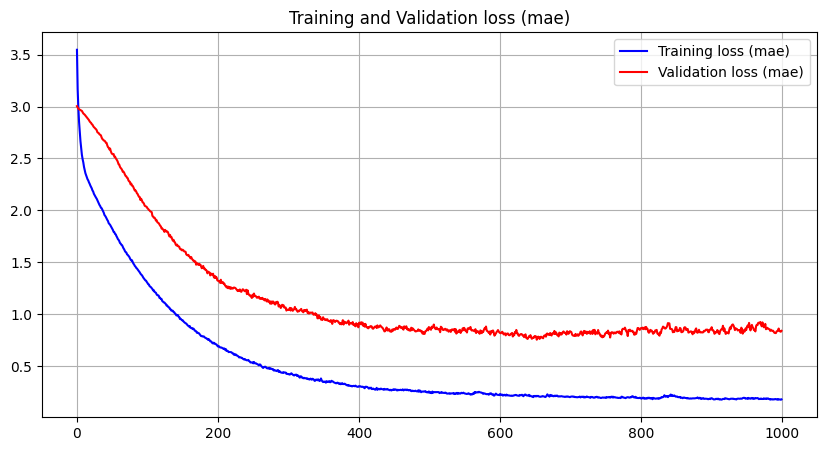 Training and Validation loss (mae)
Training loss (mae)
Validation loss (mae)
3.5
3.0
2.5
2.0
1.5
1.0
0.5
0 200 400 600 800 1000